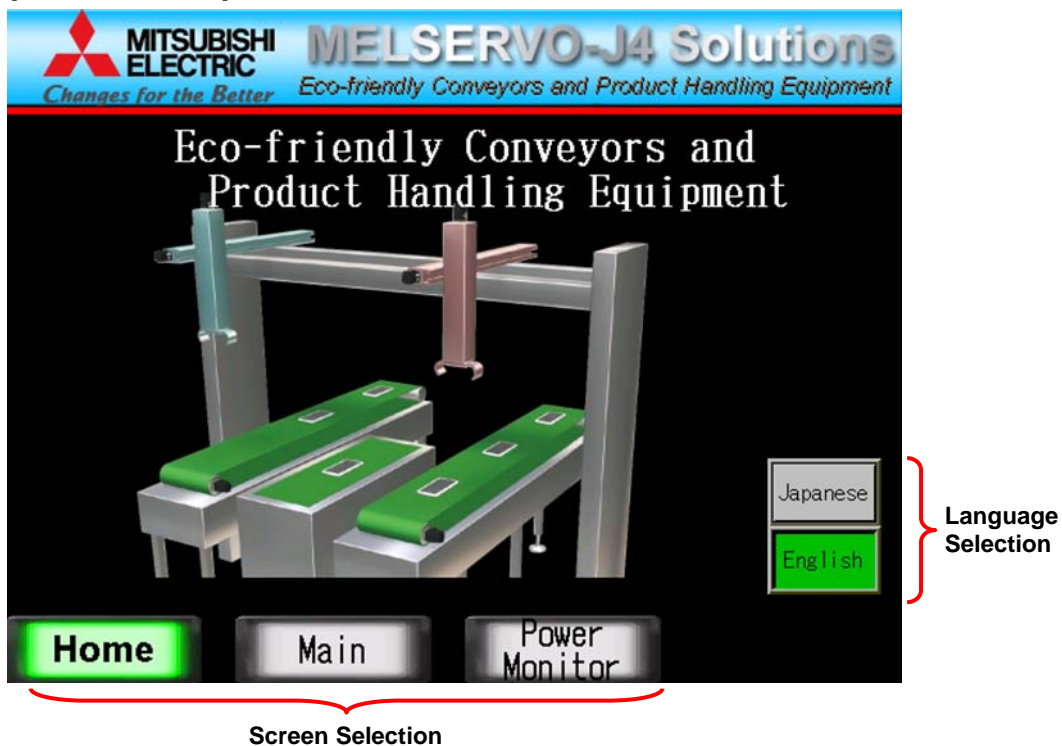 MITSUBISHI
ELECTRIC
Changes for the Better
MELSERVO-J4 Solutions
Eco-friendly Conveyors and Product Handling Equipment
Eco-friendly Conveyors and
Product Handling Equipment
Japanese
English
Language
Selection
Home
Main
Power
Monitor
Screen Selection